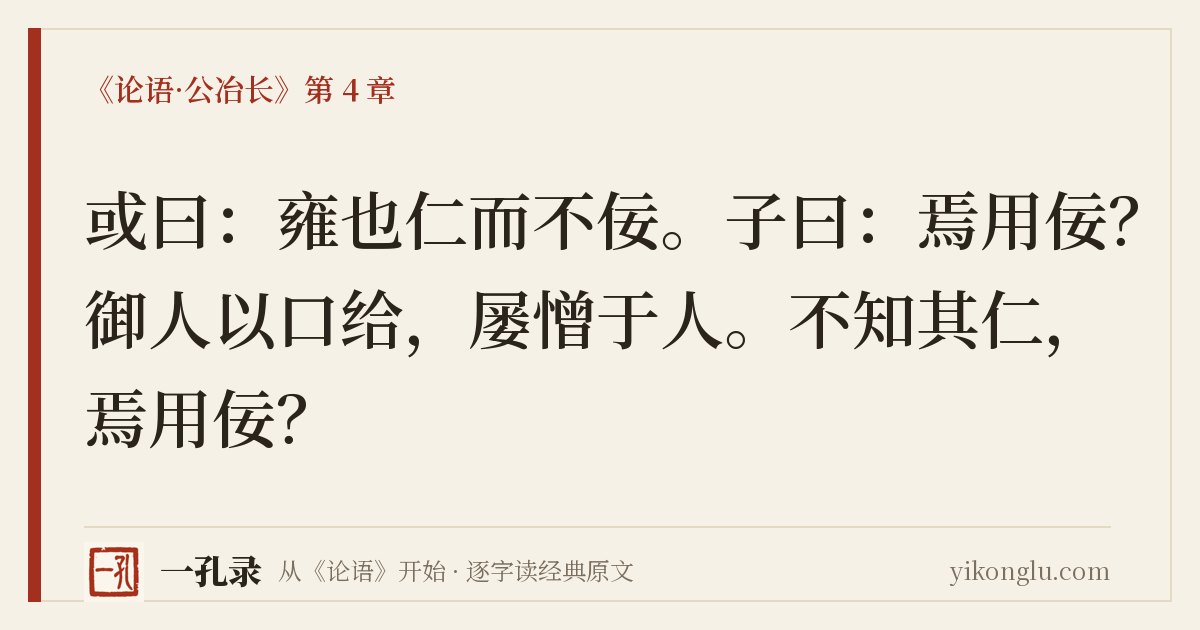 《论语·公冶长》第 4 章
或曰：雍也仁而不佞。子曰：焉用佞？
御人以口给，屡憎于人。不知其仁，
焉用佞？
一孔
一孔录 从《论语》开始 · 逐字读经典原文 yikonglu.com